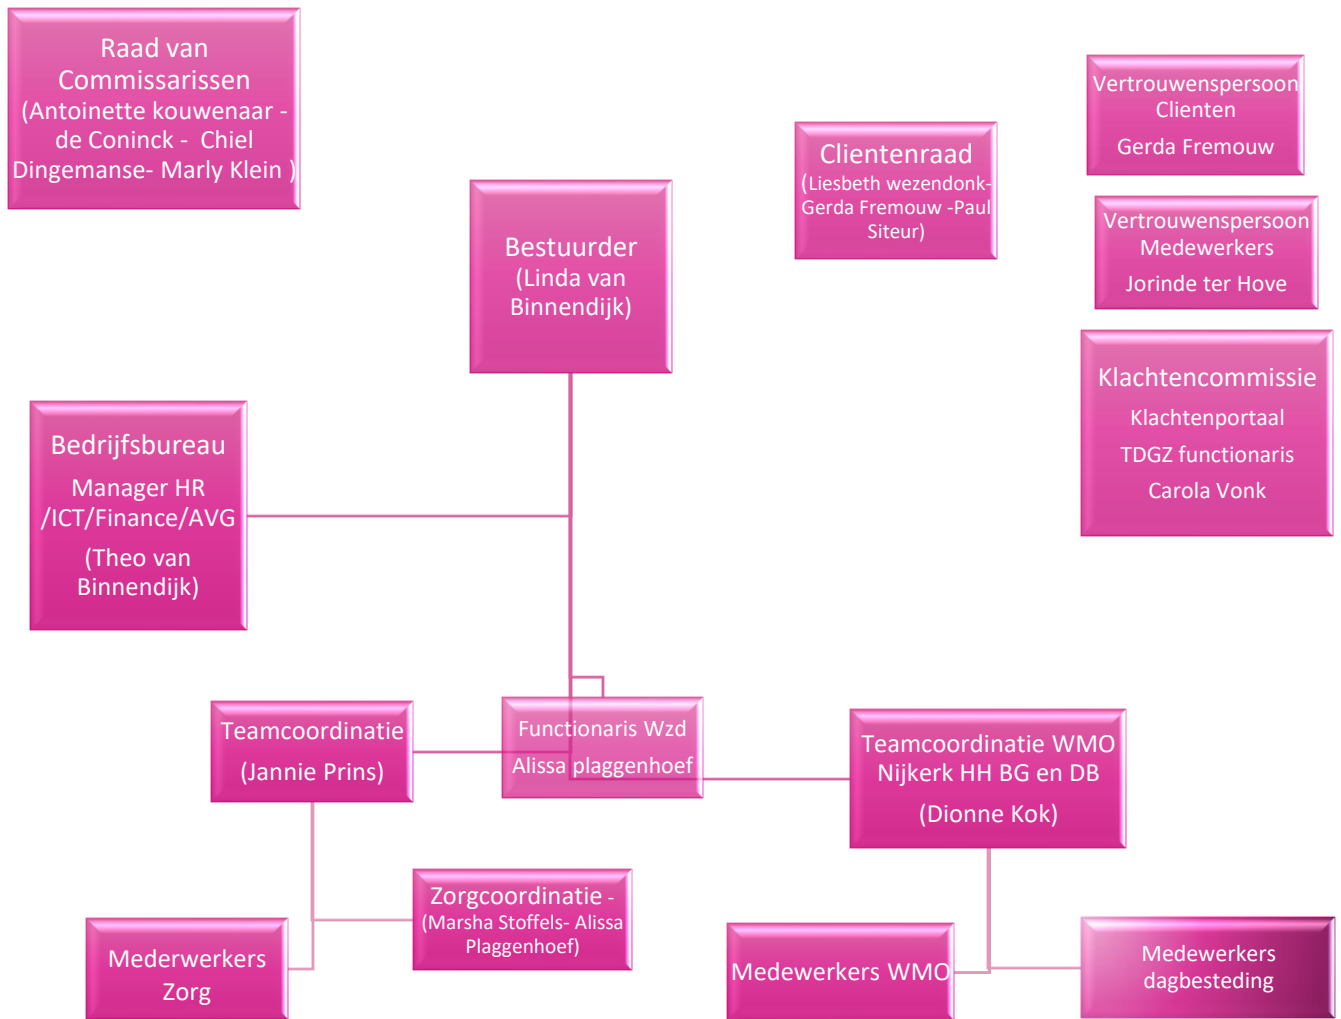 Raad van
Commissarissen
(Antoinette kouwenaar -
de Coninck - Chiel
Dingemanse- Marly Klein )
Bestuurder
(Linda van
Binnendijk)
Clientenraad
(Liesbeth wezendonk-
Gerda Fremouw -Paul
Siteur)
Vertrouwenspersoon
Clienten
Gerda Fremouw
Vertrouwenspersoon
Medewerkers
Jorinde ter Hove
Klachtencommissie
Klachtenportaal
TDGZ functionaris
Carola Vonk
Bedrijfsbureau
Manager HR
/ICT/Finance/AVG
(Theo van
Binnendijk)
Teamcoordinatie
(Jannie Prins)
Functionaris Wzd
Alissa plaggenhoef
Teamcoordinatie WMO
Nijkerk HH BG en DB
(Dionne Kok)
Zorgcoordinatie -
(Marsha Stoffels- Alissa
Plaggenhoef)
Mederwerkers
Zorg
Medewerkers WMO
Medewerkers
dagbesteding